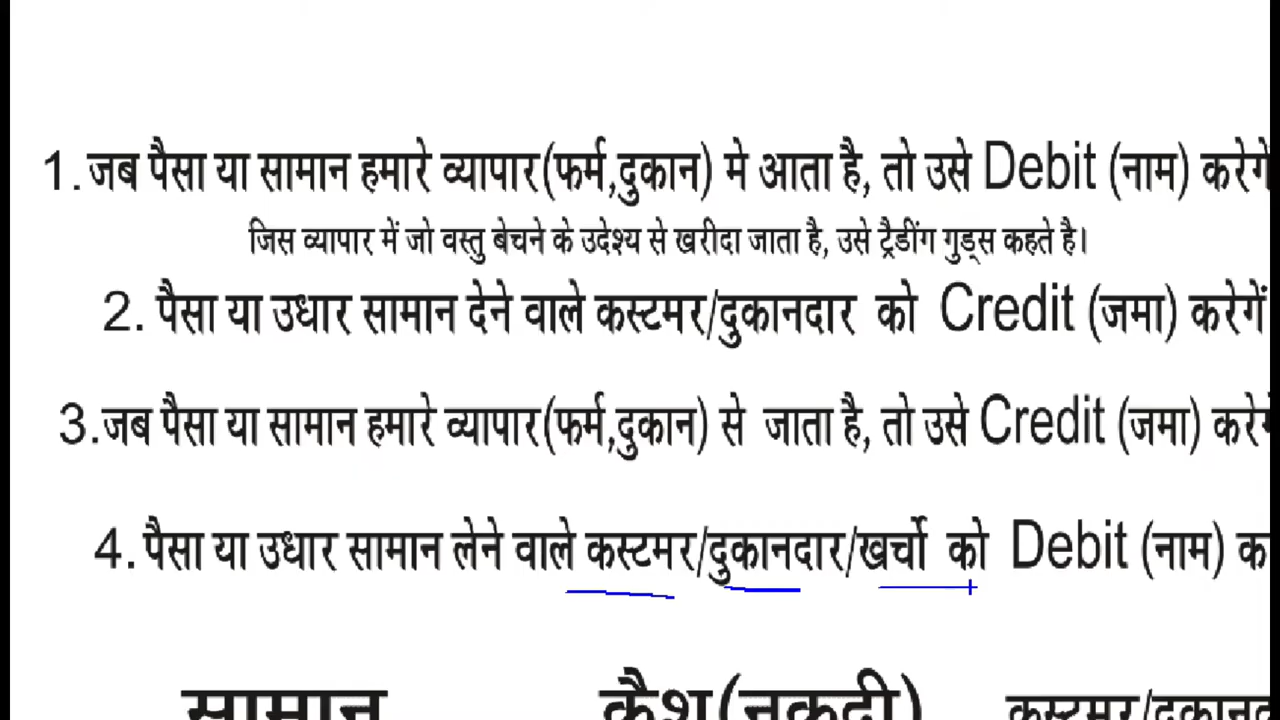 1. जब पैसा या सामान हमारे व्यापार(फर्म,दुकान) मे आता है, तो उसे Debit (नाम) करेगे
जिस व्यापार में जो वस्तु बेचने के उदेश्य से खरीदा जाता है, उसे ट्रैडींग गुड्स कहते है।
2. पैसा या उधार सामान देने वाले कस्टमर/दुकानदार को Credit (जमा) करेगें
3. जब पैसा या सामान हमारे व्यापार(फर्म,दुकान) से जाता है, तो उसे Credit (जमा)
4. पैसा या उधार सामान लेने वाले कस्टमर/दुकानदार/खर्चो को Debit (नाम)
सामान कैश(नकदी)